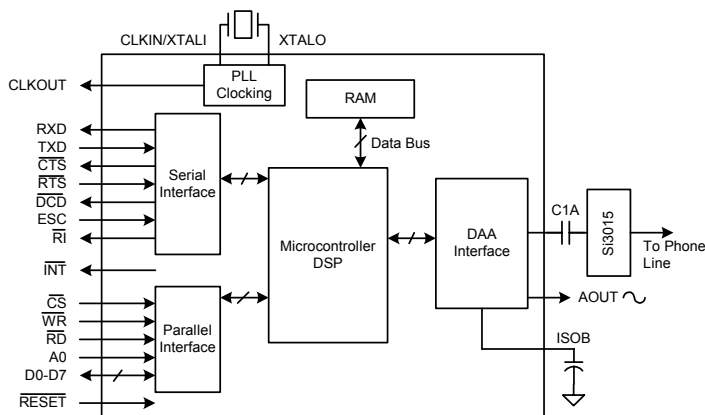 CLKIN/XTALI
XTALO
CLKOUT
PLL
Clocking
RAM
Data Bus
RXD
TXD
CTS
RTS
DCD
ESC
RI
Serial
Interface
INT
CS
WR
RD
A0
D0-D7
RESET
Parallel
Interface
Microcontroller
DSP
DAA
Interface
C1A
Si3015
To Phone
Line
AOUT
ISOB